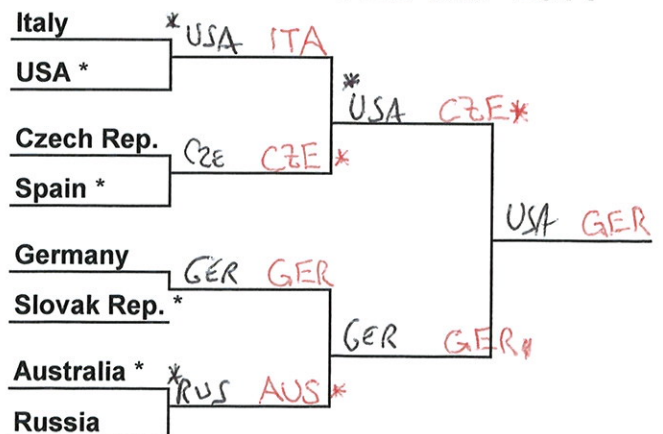 Italy
* USA ITA
USA *
* USA CZE *
Czech Rep.
CZE CZE *
Spain *
USA GER
Germany
GER GER
Slovak Rep. *
GER GER
Australia *
* RUS AUS *
Russia